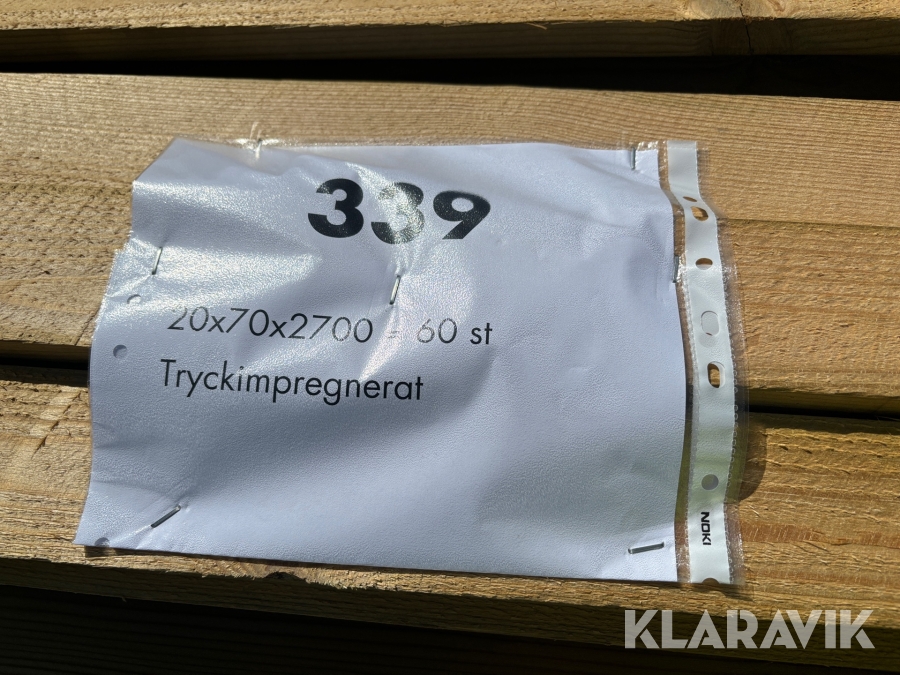 339
20x70x2700 = 60 st
Tryckimpregnerat
NOKI
KLARAVIK